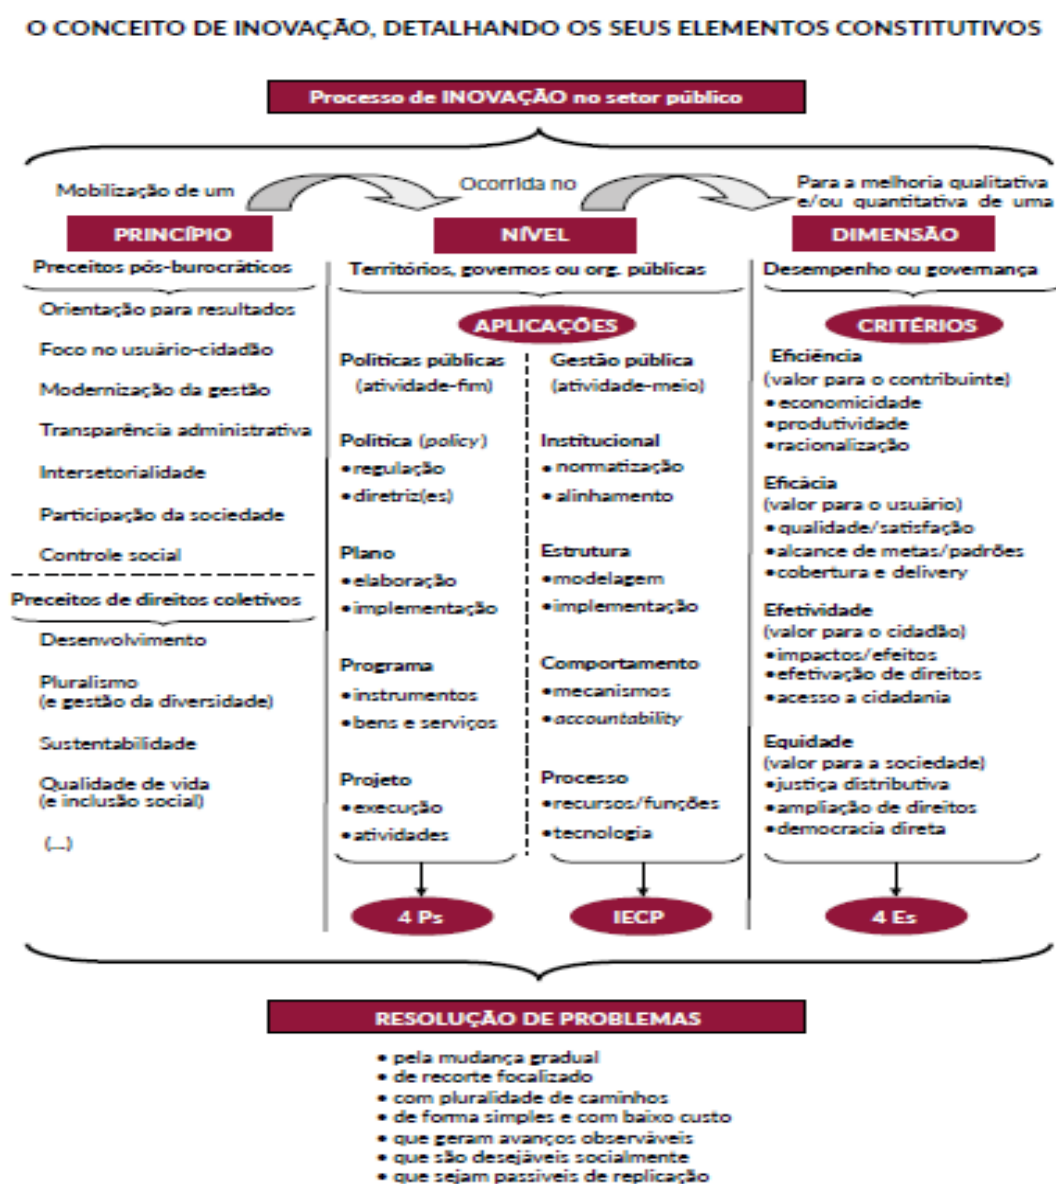 O CONCEITO DE INOVAÇÃO, DETALHANDO OS SEUS ELEMENTOS CONSTITUTIVOS
Processo de INOVAÇÃO no setor público
Mobilização de um
Ocorrida no
Para a melhoria qualitativa
e/ou quantitativa de uma
PRINCÍPIO
NÍVEL
DIMENSÃO
Preceitos pós-burocráticos
Orientação para resultados
Foco no usuário-cidadão
Modernização da gestão
Transparência administrativa
Intersetorialidade
Participação da sociedade
Controle social
Preceitos de direitos coletivos
Desenvolvimento
Pluralismo
(e gestão da diversidade)
Sustentabilidade
Qualidade de vida
(e inclusão social)
(...)
Territórios, governos ou org. públicas
APLICAÇÕES
Políticas públicas
(atividade-fim)
Política (policy)
• regulação
• diretriz(es)
Plano
• elaboração
• implementação
Programa
• instrumentos
• bens e serviços
Projeto
• execução
• atividades
4 Ps
Gestão pública
(atividade-meio)
Institucional
• normatização
• alinhamento
Estrutura
• modelagem
• implementação
Comportamento
• mecanismos
• accountability
Processo
• recursos/funções
• tecnologia
IECP
Desempenho ou governança
CRITÉRIOS
Eficiência
(valor para o contribuinte)
• economicidade
• produtividade
• racionalização
Eficácia
(valor para o usuário)
• qualidade/satisfação
• alcance de metas/padrões
• cobertura e delivery
Efetividade
(valor para o cidadão)
• impactos/efeitos
• efetivação de direitos
• acesso a cidadania
Equidade
(valor para a sociedade)
• justiça distributiva
• ampliação de direitos
• democracia direta
4 Es
RESOLUÇÃO DE PROBLEMAS
• pela mudança gradual
• de recorte focalizado
• com pluralidade de caminhos
• de forma simples e com baixo custo
• que geram avanços observáveis
• que são desejáveis socialmente
• que sejam passíveis de replicação